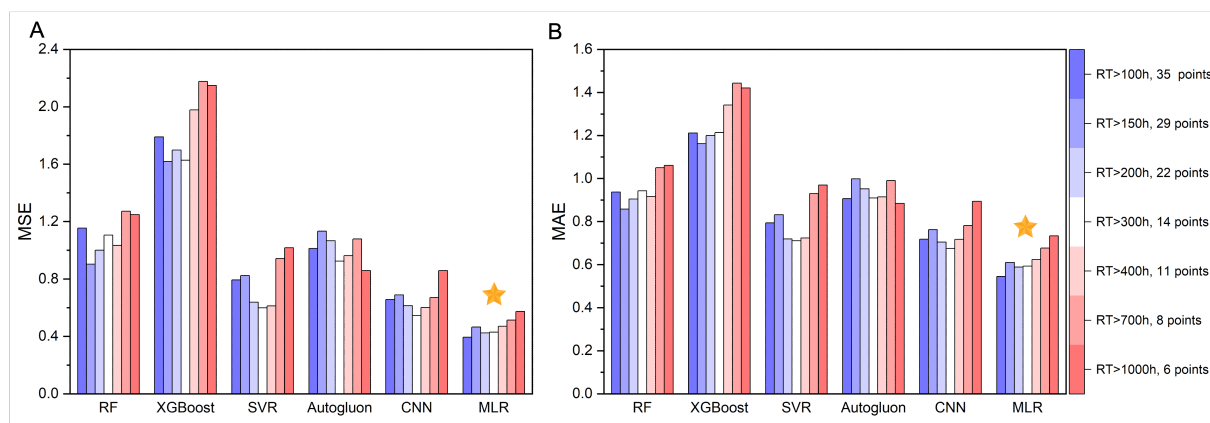 A
2.4
2.0
1.6
1.2
0.8
0.4
0.0
MSE
RF XGBoost SVR Autogluon CNN MLR
B
1.6
1.4
1.2
1.0
0.8
0.6
0.4
0.2
0.0
MAE
RF XGBoost SVR Autogluon CNN MLR
RT>100h, 35 points
RT>150h, 29 points
RT>200h, 22 points
RT>300h, 14 points
RT>400h, 11 points
RT>700h, 8 points
RT>1000h, 6 points